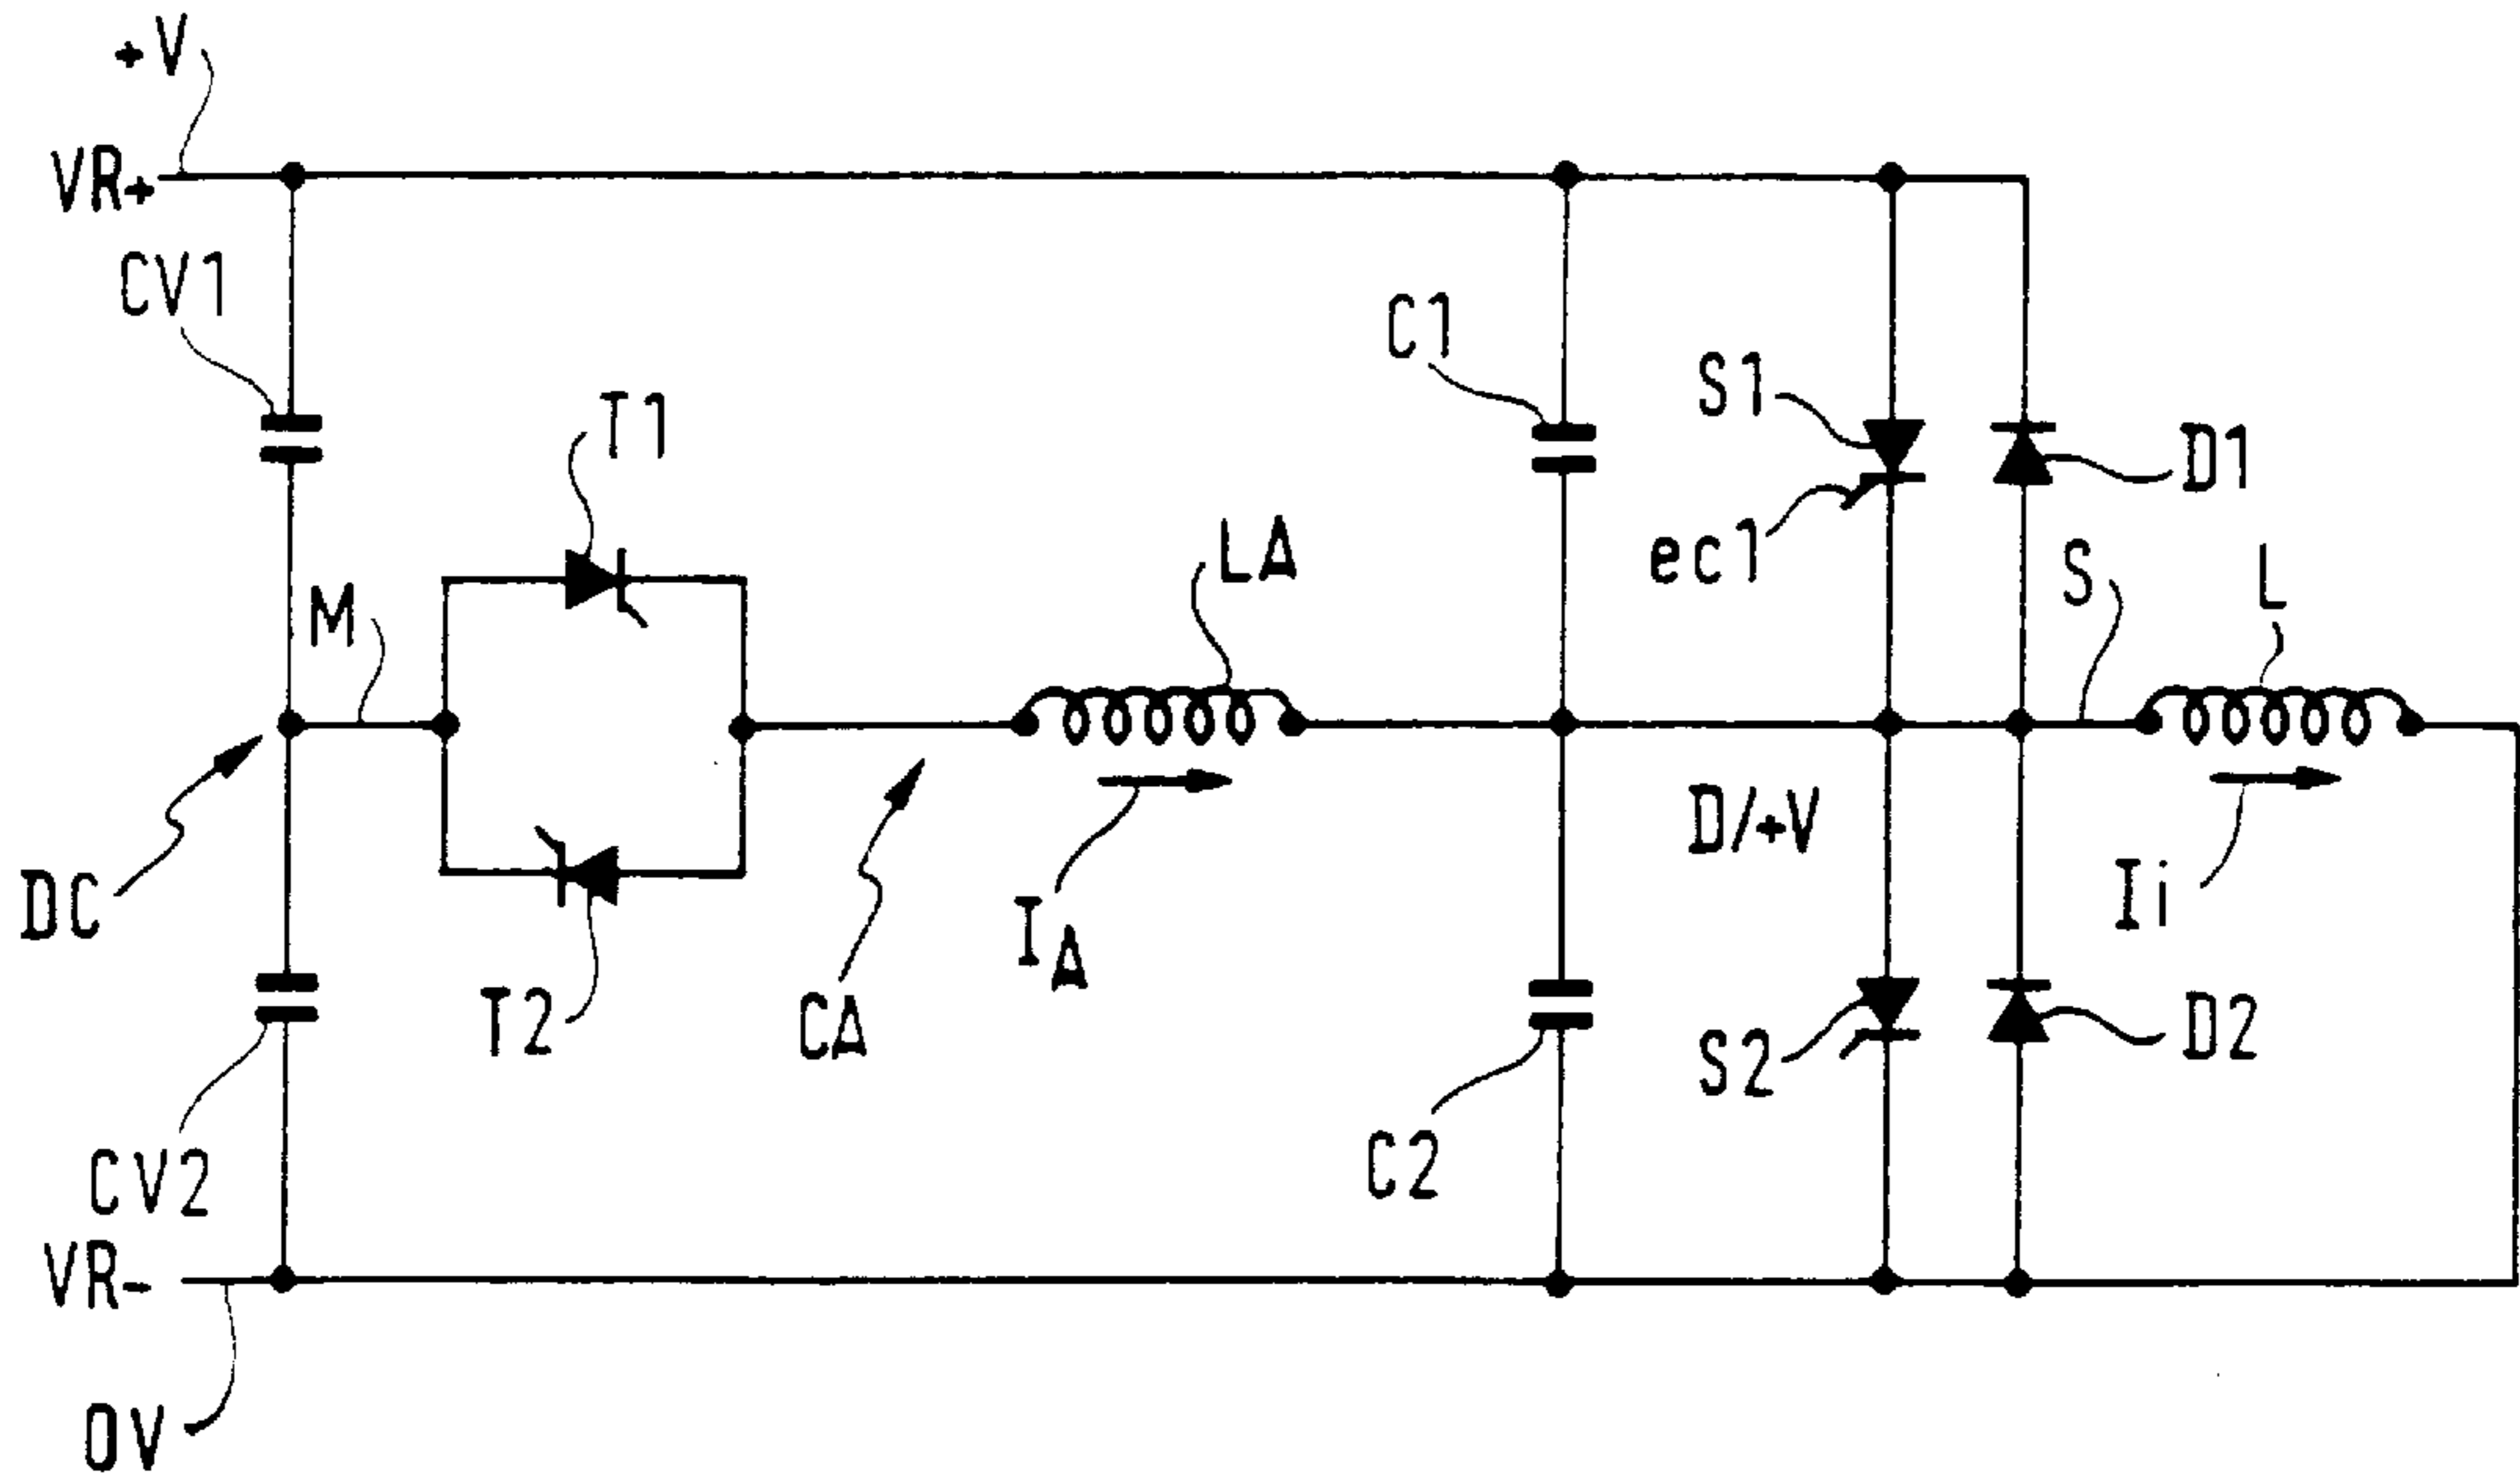 +V
VR+
CV1
C1
S1
T1
D1
LA
ec1
S
L
M
D/+V
DC
Ii
IA
T2
CA
S2
D2
C2
CV2
VR-
0V